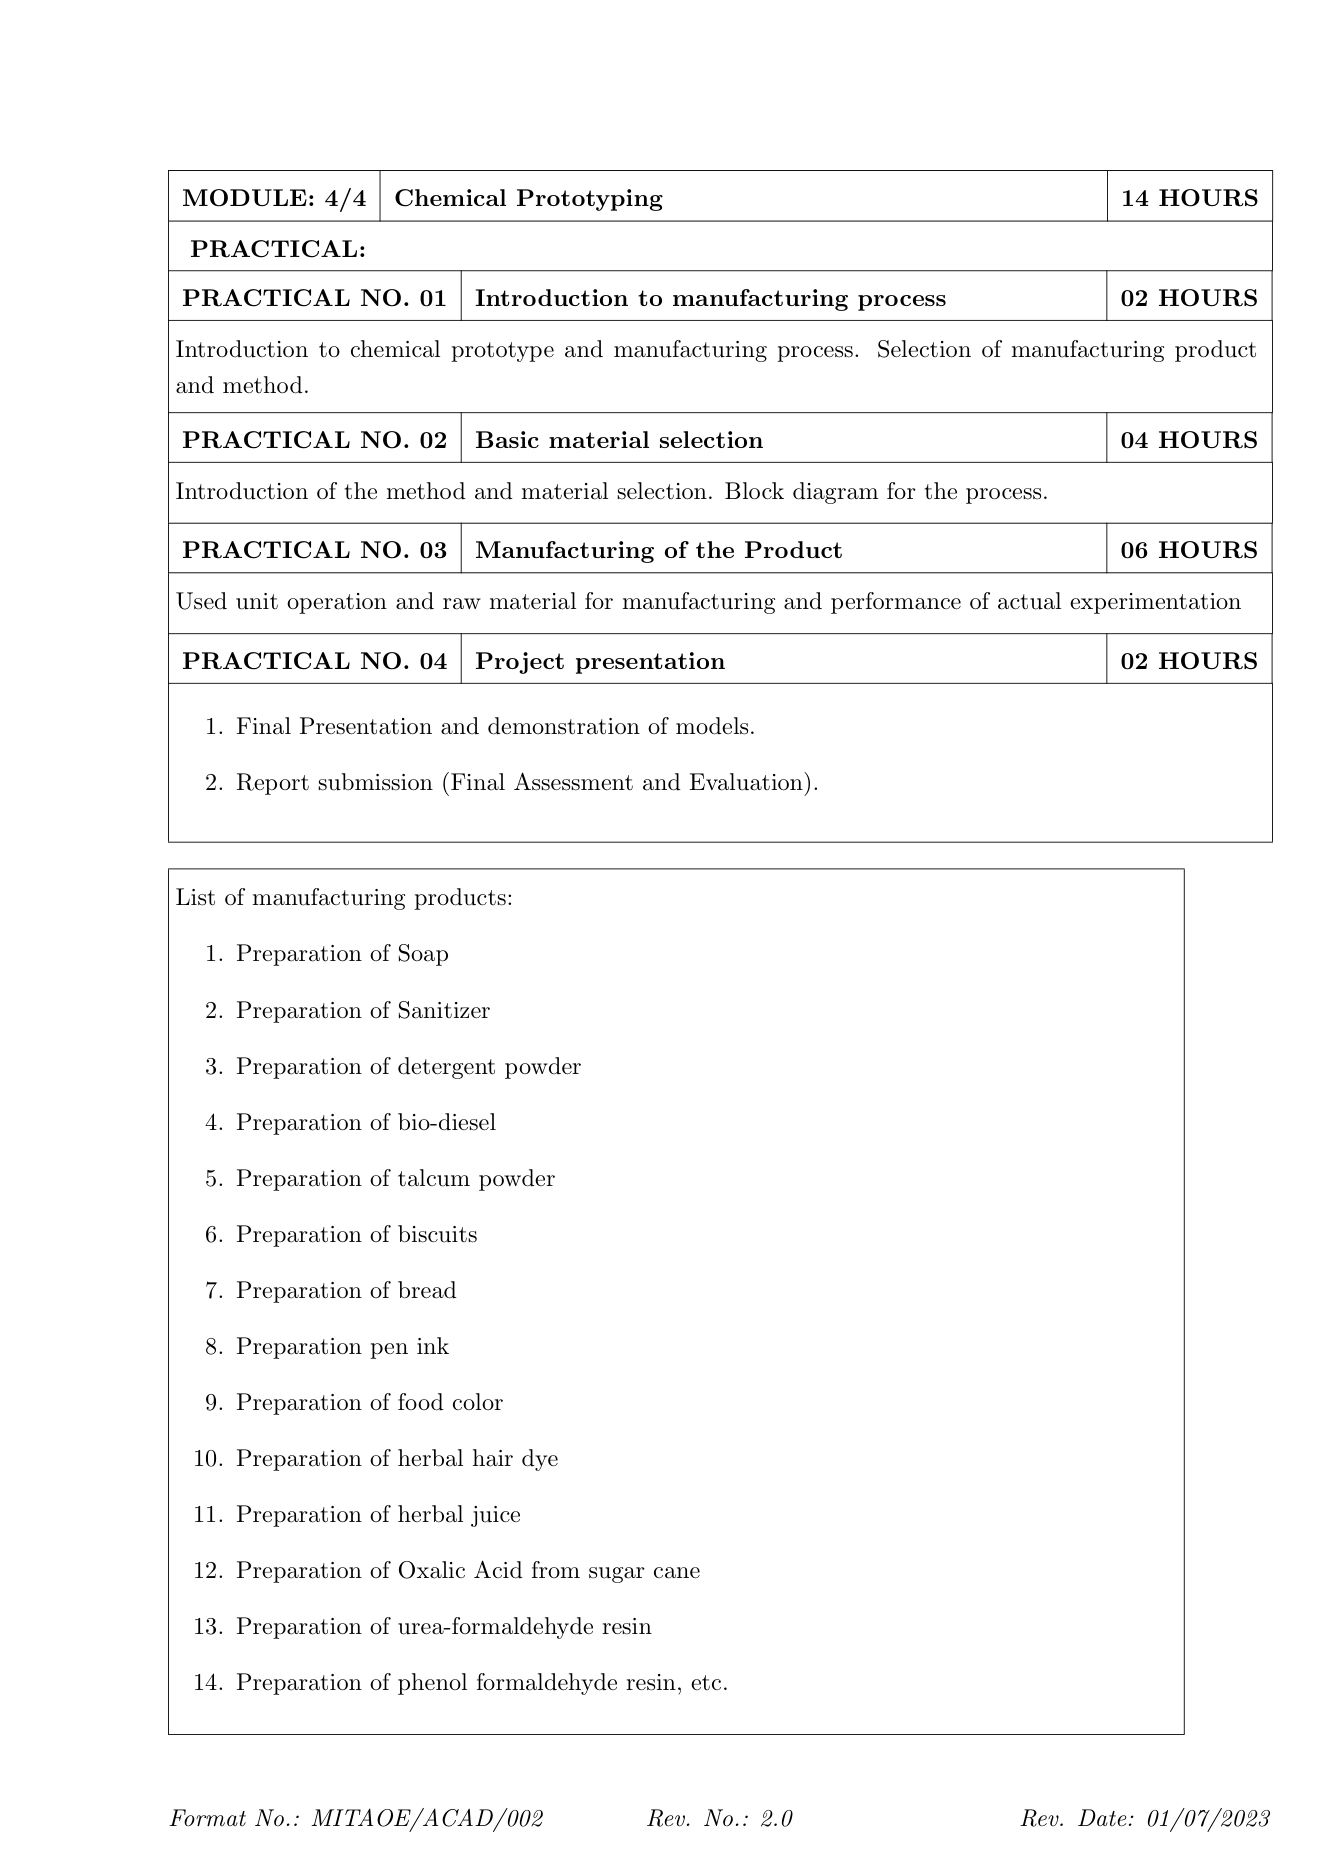 MODULE: 4/4 Chemical Prototyping 14 HOURS
PRACTICAL:
PRACTICAL NO. 01 Introduction to manufacturing process 02 HOURS
Introduction to chemical prototype and manufacturing process. Selection of manufacturing product
and method.
PRACTICAL NO. 02 Basic material selection 04 HOURS
Introduction of the method and material selection. Block diagram for the process.
PRACTICAL NO. 03 Manufacturing of the Product 06 HOURS
Used unit operation and raw material for manufacturing and performance of actual experimentation
PRACTICAL NO. 04 Project presentation 02 HOURS
1. Final Presentation and demonstration of models.
2. Report submission (Final Assessment and Evaluation).
List of manufacturing products:
1. Preparation of Soap
2. Preparation of Sanitizer
3. Preparation of detergent powder
4. Preparation of bio-diesel
5. Preparation of talcum powder
6. Preparation of biscuits
7. Preparation of bread
8. Preparation pen ink
9. Preparation of food color
10. Preparation of herbal hair dye
11. Preparation of herbal juice
12. Preparation of Oxalic Acid from sugar cane
13. Preparation of urea-formaldehyde resin
14. Preparation of phenol formaldehyde resin, etc.
Format No.: MITAOE/ACAD/002 Rev. No.: 2.0 Rev. Date: 01/07/2023